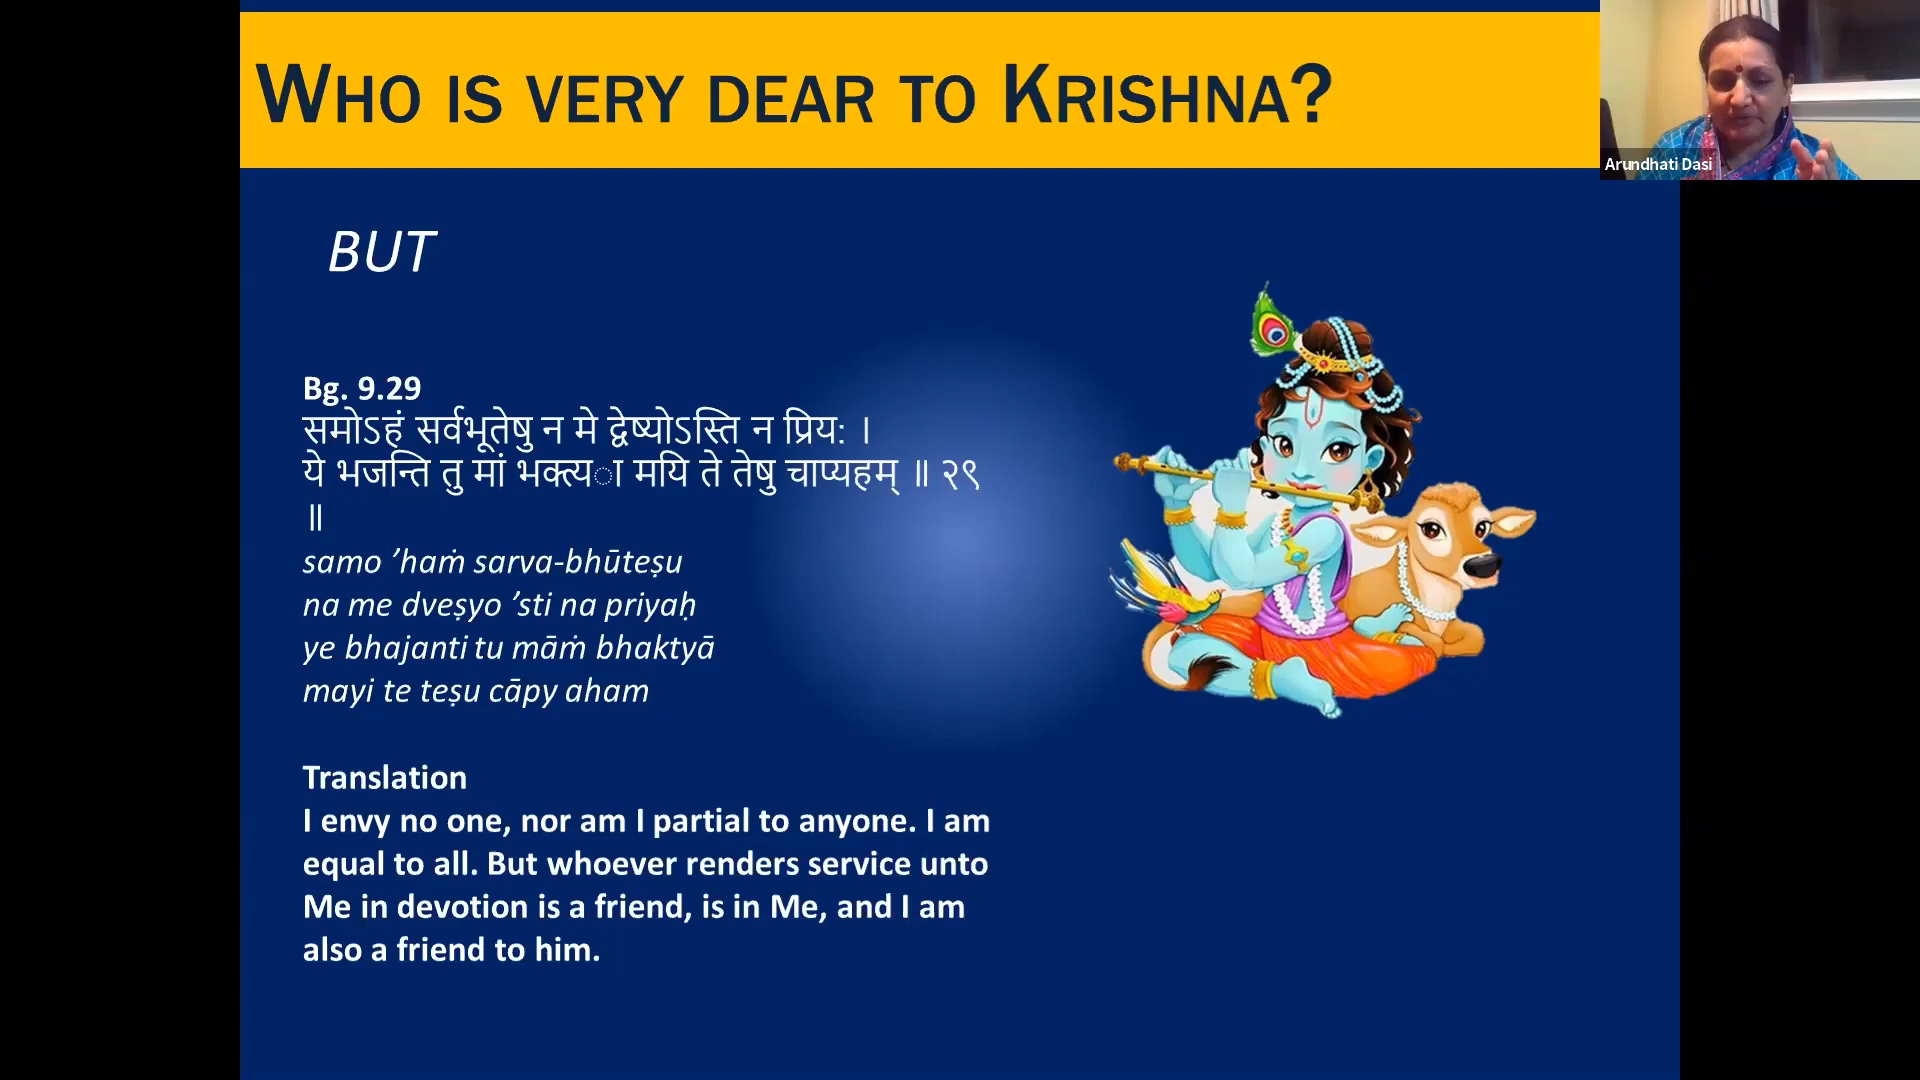 WHO IS VERY DEAR TO KRISHNA?
Arundhati Dasi
BUT
Bg. 9.29
समोऽहं सर्वभूतेषु न मे द्वेष्योऽस्ति न प्रिय: ।
ये भजन्ति तु मां भक्त्य‌ा मयि ते तेषु चाप्यहम् ॥ २९
॥
samo ’haṁ sarva-bhūteṣu
na me dveṣyo ’sti na priyaḥ
ye bhajanti tu māṁ bhaktyā
mayi te teṣu cāpy aham
Translation
I envy no one, nor am I partial to anyone. I am
equal to all. But whoever renders service unto
Me in devotion is a friend, is in Me, and I am
also a friend to him.